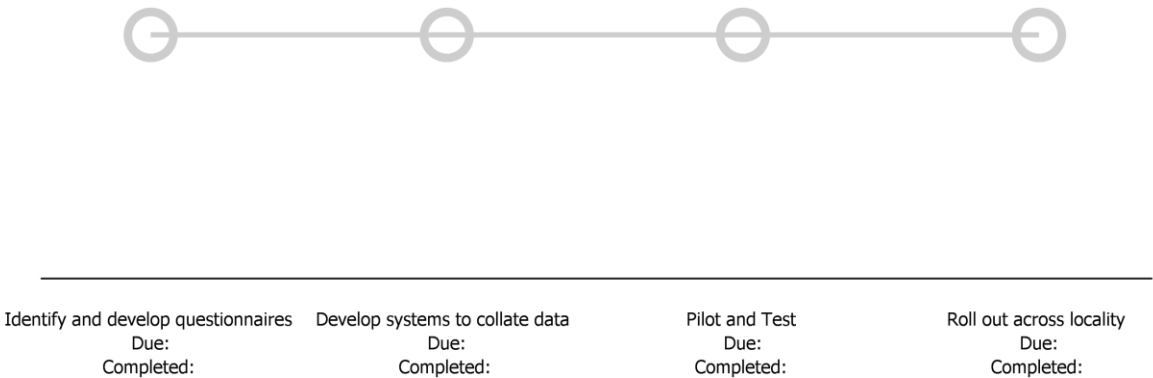 Identify and develop questionnaires
Due:
Completed:
Develop systems to collate data
Due:
Completed:
Pilot and Test
Due:
Completed:
Roll out across locality
Due:
Completed: